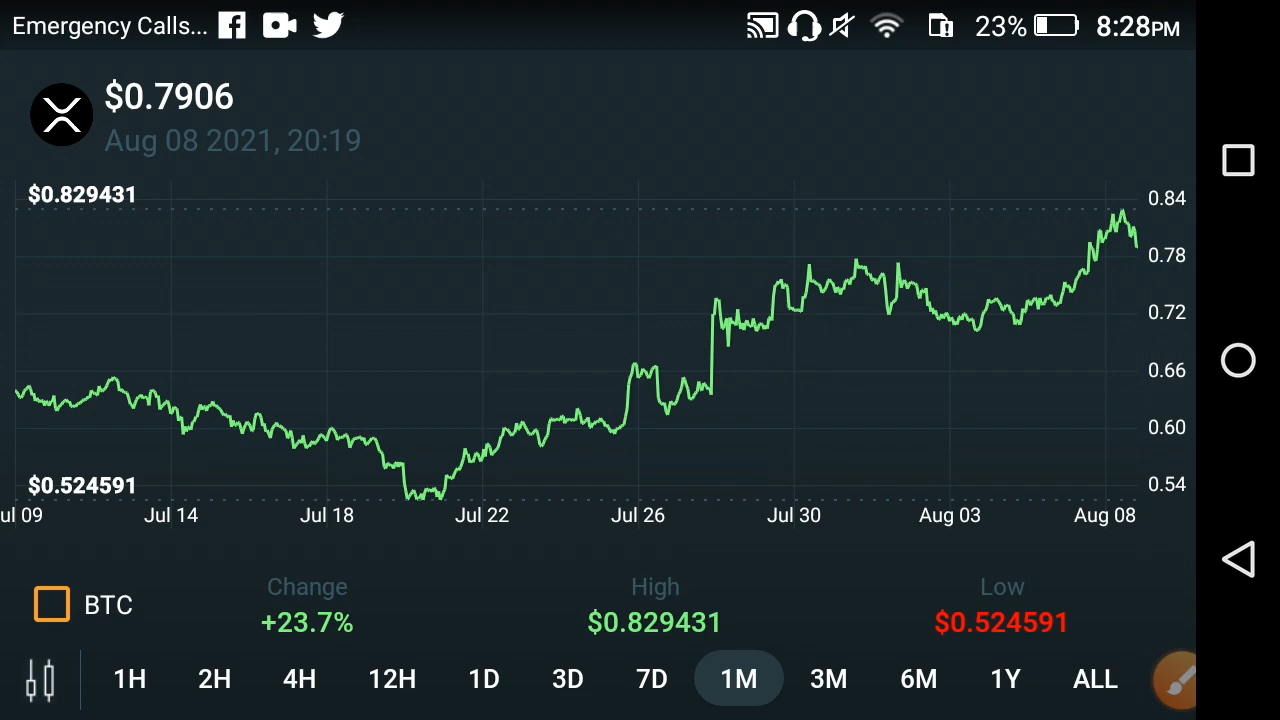 Emergency Calls... 23% 8:28PM
$0.7906
Aug 08 2021, 20:19
$0.829431
0.84
0.78
0.72
0.66
0.60
$0.524591
0.54
ul 09 Jul 14 Jul 18 Jul 22 Jul 26 Jul 30 Aug 03 Aug 08
Change High Low
BTC +23.7% $0.829431 $0.524591
1H 2H 4H 12H 1D 3D 7D 1M 3M 6M 1Y ALL